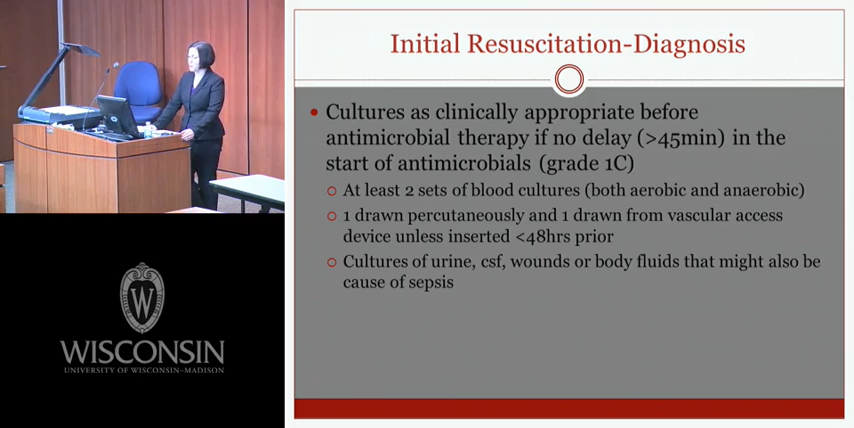 Initial Resuscitation-Diagnosis
• Cultures as clinically appropriate before
antimicrobial therapy if no delay (>45min) in the
start of antimicrobials (grade 1C)
○ At least 2 sets of blood cultures (both aerobic and anaerobic)
○ 1 drawn percutaneously and 1 drawn from vascular access
device unless inserted <48hrs prior
○ Cultures of urine, csf, wounds or body fluids that might also be
cause of sepsis
W
WISCONSIN
UNIVERSITY OF WISCONSIN–MADISON